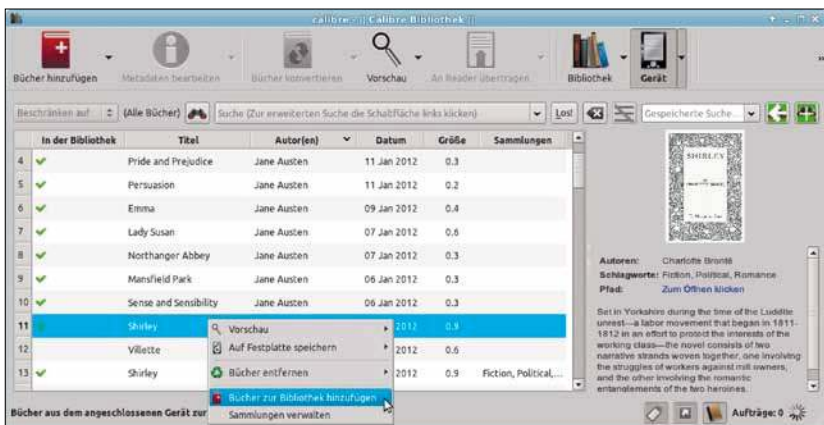 calibre - || Calibre Bibliothek ||
Bücher hinzufügen Metadaten bearbeiten Bücher konvertieren Vorschau An Reader übertragen Bibliothek Gerät
Beschränken auf (Alle Bücher) Suche (Zur erweiterten Suche die Schaltfläche links klicken) Los! Gespeicherte Suche...
In der Bibliothek Titel Autor(en) Datum Größe Sammlungen
4 Pride and Prejudice Jane Austen 11 Jan 2012 0.3
5 Persuasion Jane Austen 11 Jan 2012 0.2
6 Emma Jane Austen 09 Jan 2012 0.4
7 Lady Susan Jane Austen 07 Jan 2012 0.6
8 Northanger Abbey Jane Austen 07 Jan 2012 0.3
9 Mansfield Park Jane Austen 06 Jan 2012 0.3
10 Sense and Sensibility Jane Austen 06 Jan 2012 0.3
11 Shirley 2012 0.9
12 Villette 2012 0.6
13 Shirley 2012 0.9 Fiction, Political,...
Vorschau
Auf Festplatte speichern
Bücher entfernen
Bücher zur Bibliothek hinzufügen
Sammlungen verwalten
SHIRLEY
Autoren: Charlotte Brontë
Schlagworte: Fiction, Political, Romance
Pfad: Zum Öffnen klicken
Set in Yorkshire during the time of the Luddite
unrest—a labor movement that began in 1811-
1812 in an effort to protect the interests of the
working class—the novel consists of two
narrative strands woven together, one involving
the struggles of workers against mill owners,
and the other involving the romantic
entanglements of the two heroines.
Bücher aus dem angeschlossenen Gerät zur
Aufträge: 0